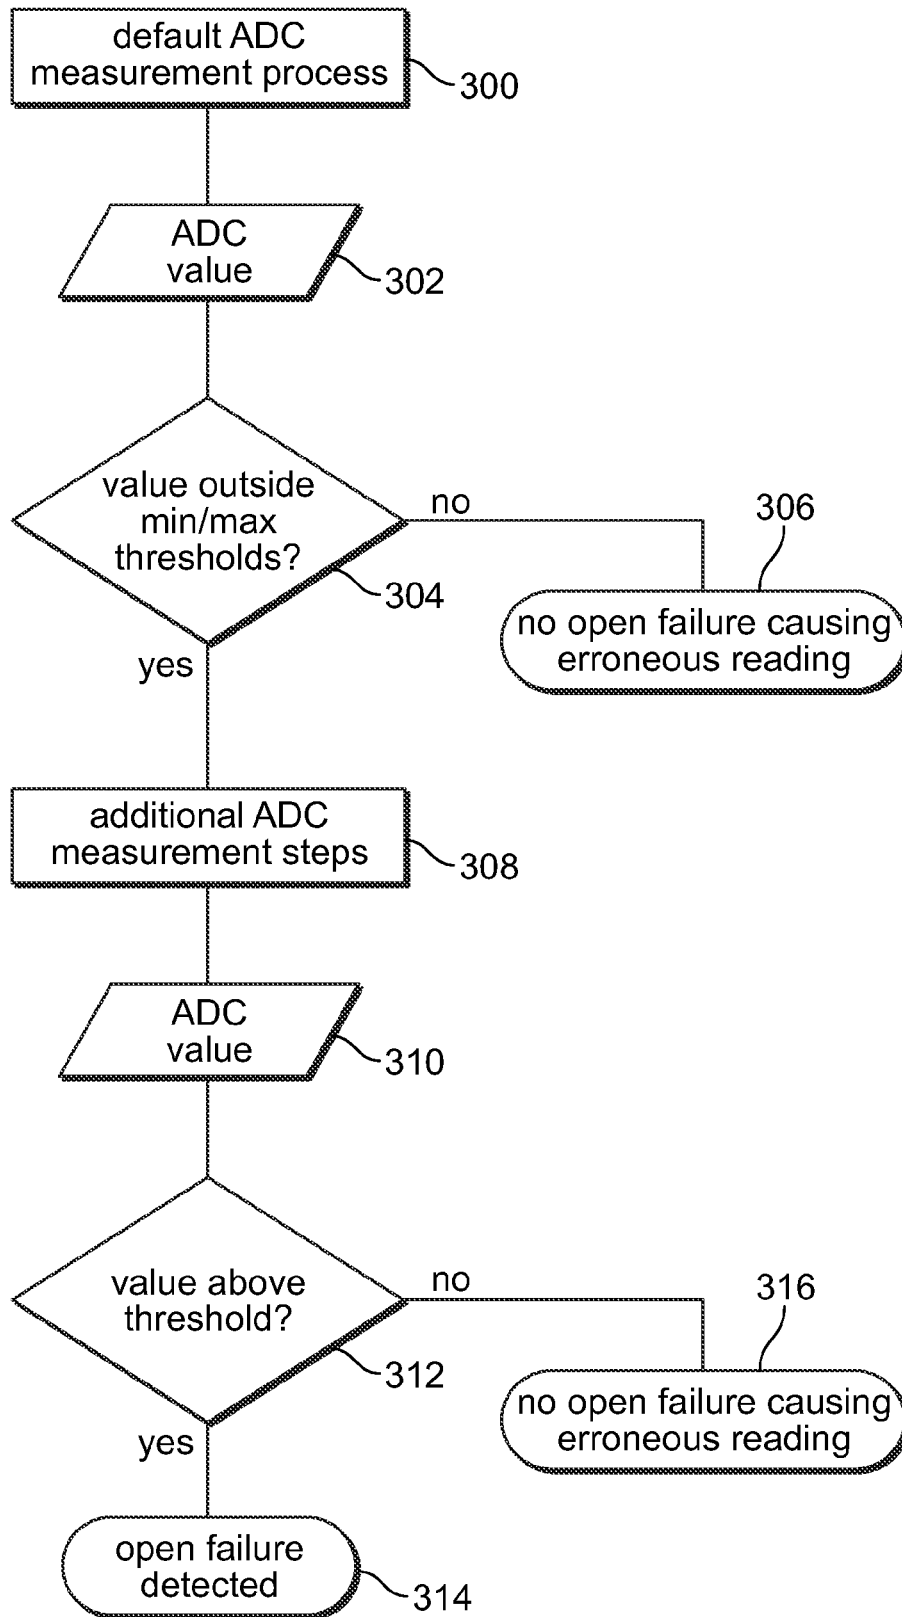 default ADC
measurement process
300
ADC
value
302
value outside
min/max
thresholds?
304
no
306
no open failure causing
erroneous reading
yes
additional ADC
measurement steps
308
ADC
value
310
value above
threshold?
312
no
316
no open failure causing
erroneous reading
yes
open failure
detected
314